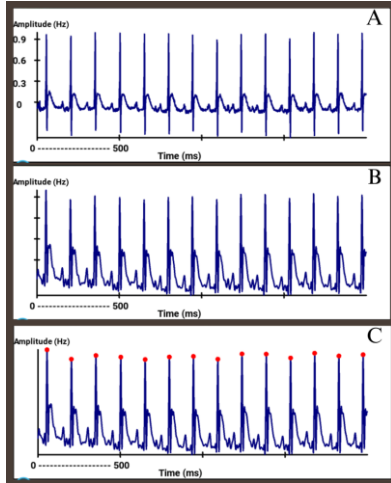 A
Amplitude (Hz)
0.9
0.6
0.3
0
0 --------------- 500
Time (ms)
B
Amplitude (Hz)
0 --------------- 500
Time (ms)
C
Amplitude (Hz)
0 --------------- 500
Time (ms)